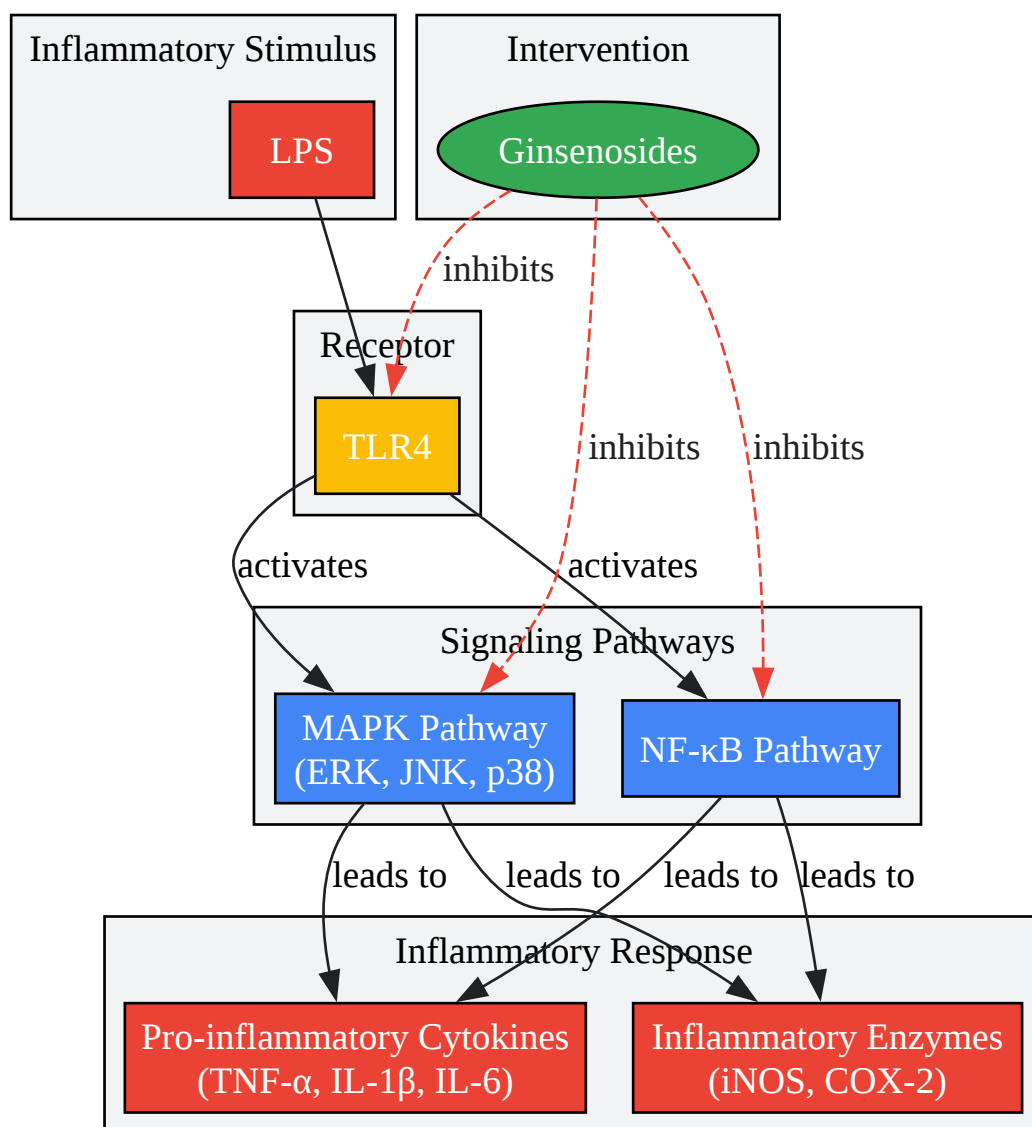 Inflammatory Stimulus
Intervention
LPS
Ginsenosides
inhibits
Receptor
TLR4
inhibits
inhibits
activates
activates
Signaling Pathways
MAPK Pathway
(ERK, JNK, p38)
NF-κB Pathway
leads to
leads to
leads to
leads to
Inflammatory Response
Pro-inflammatory Cytokines
(TNF-α, IL-1β, IL-6)
Inflammatory Enzymes
(iNOS, COX-2)